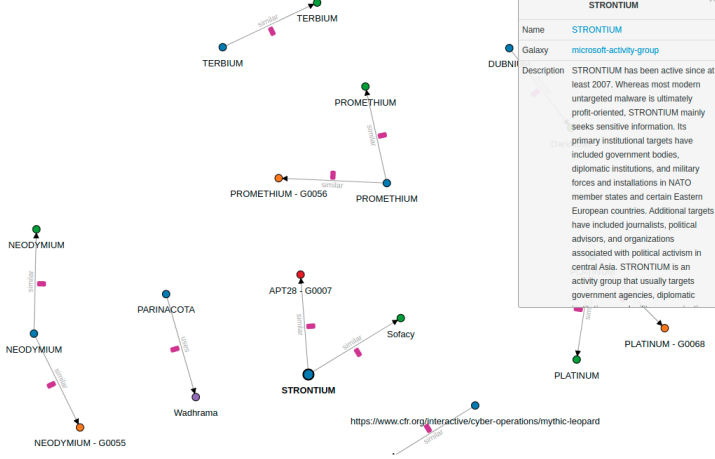 STRONTIUM
Name STRONTIUM
Galaxy microsoft-activity-group
Description STRONTIUM has been active since at
least 2007. Whereas most modern
untargeted malware is ultimately
profit-oriented, STRONTIUM mainly
seeks sensitive information. Its
primary institutional targets have
included government bodies,
diplomatic institutions, and military
forces and installations in NATO
member states and certain Eastern
European countries. Additional targets
have included journalists, political
advisors, and organizations
associated with political activism in
central Asia. STRONTIUM is an
activity group that usually targets
government agencies, diplomatic
similar
TERBIUM
TERBIUM
PROMETHIUM
similar
similar
PROMETHIUM - G0056
PROMETHIUM
NEODYMIUM
similar
NEODYMIUM
similar
NEODYMIUM - G0055
PARINACOTA
uses
Wadhrama
APT28 - G0007
similar
similar
Sofacy
STRONTIUM
PLATINUM - G0068
PLATINUM
https://www.cfr.org/interactive/cyber-operations/mythic-leopard
similar